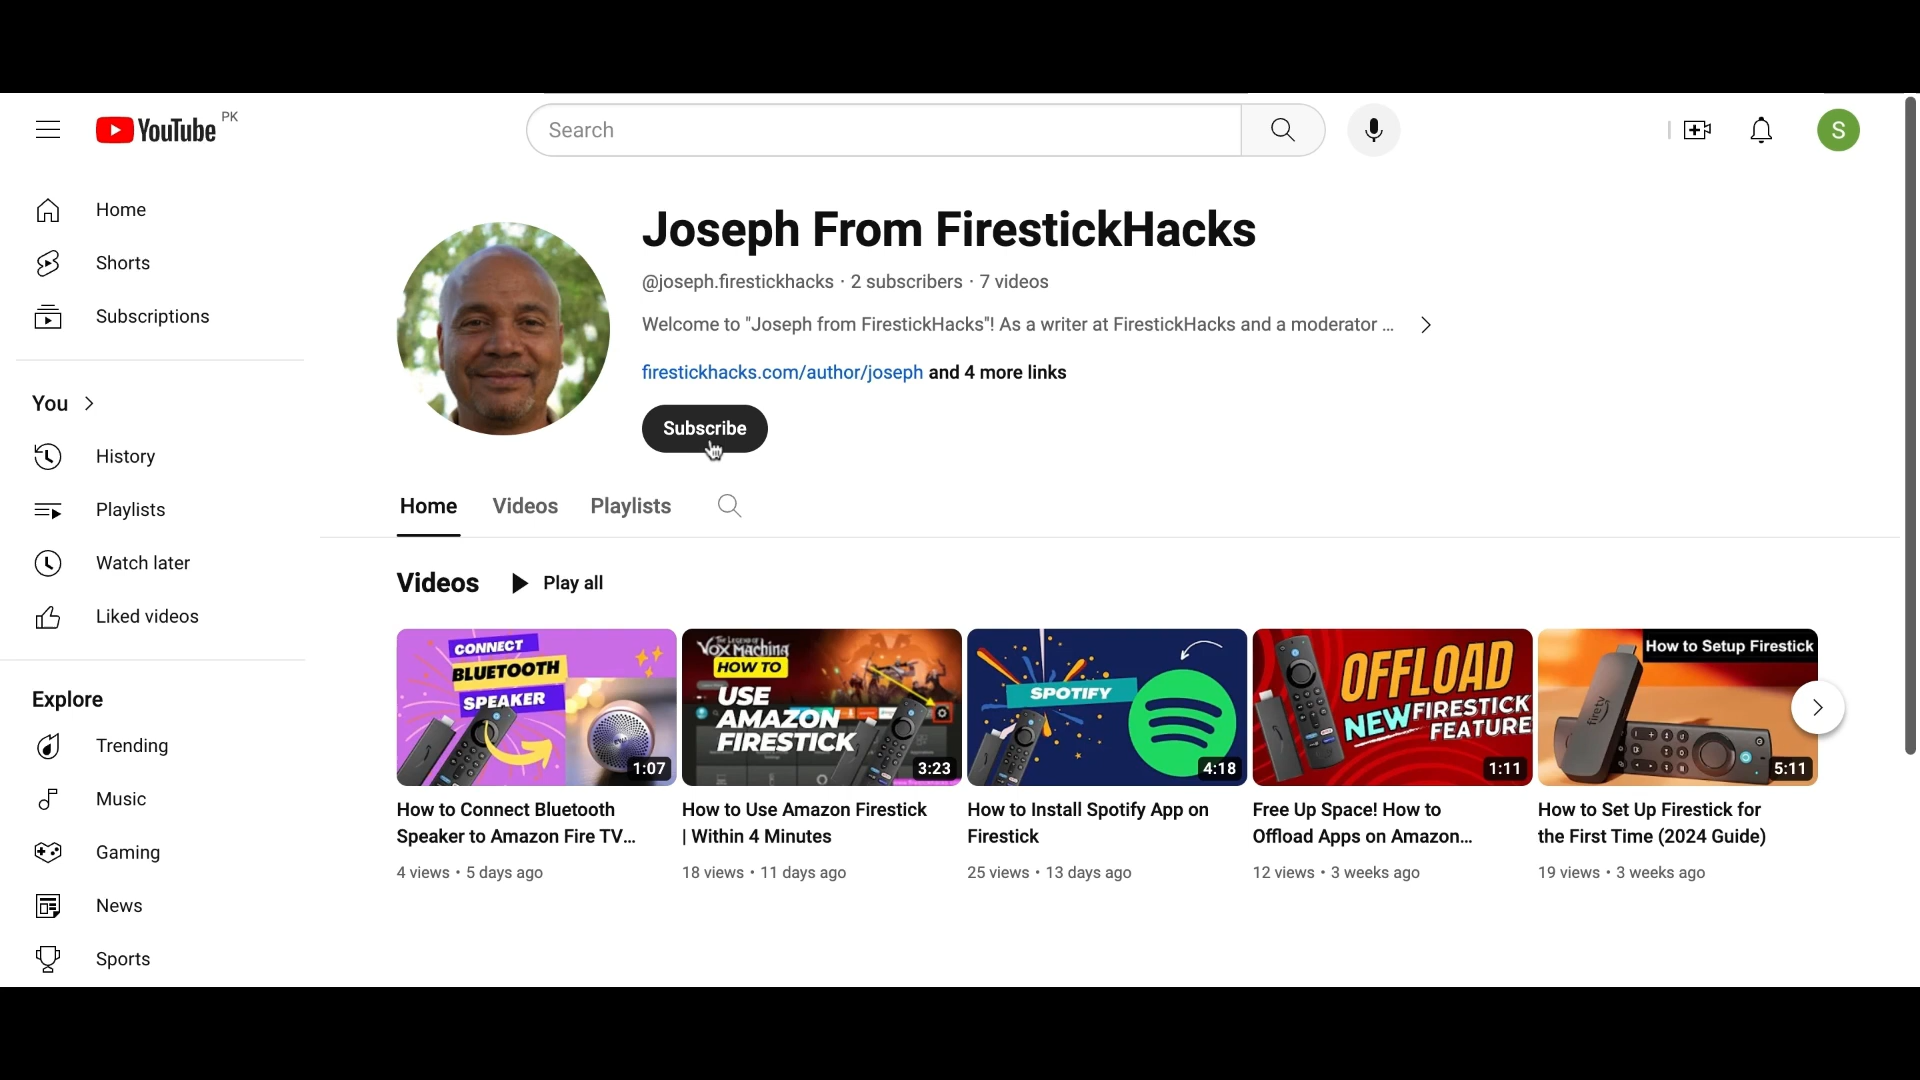 YouTube PK
Search
S
Home
Shorts
Subscriptions
You
History
Playlists
Watch later
Liked videos
Explore
Trending
Music
Gaming
News
Sports
Joseph From FirestickHacks
@joseph.firestickhacks · 2 subscribers · 7 videos
Welcome to "Joseph from FirestickHacks"! As a writer at FirestickHacks and a moderator ...
firestickhacks.com/author/joseph and 4 more links
Subscribe
Home Videos Playlists
Videos Play all
CONNECT
BLUETOOTH
SPEAKER
1:07
How to Connect Bluetooth
Speaker to Amazon Fire TV...
4 views • 5 days ago
THE LEGEND OF
VOX MACHINA
HOW TO
USE
AMAZON
FIRESTICK
3:23
How to Use Amazon Firestick
| Within 4 Minutes
18 views • 11 days ago
SPOTIFY
4:18
How to Install Spotify App on
Firestick
25 views • 13 days ago
OFFLOAD
NEW FIRESTICK
FEATURE
1:11
Free Up Space! How to
Offload Apps on Amazon...
12 views • 3 weeks ago
How to Setup Firestick
firetv
5:11
How to Set Up Firestick for
the First Time (2024 Guide)
19 views • 3 weeks ago